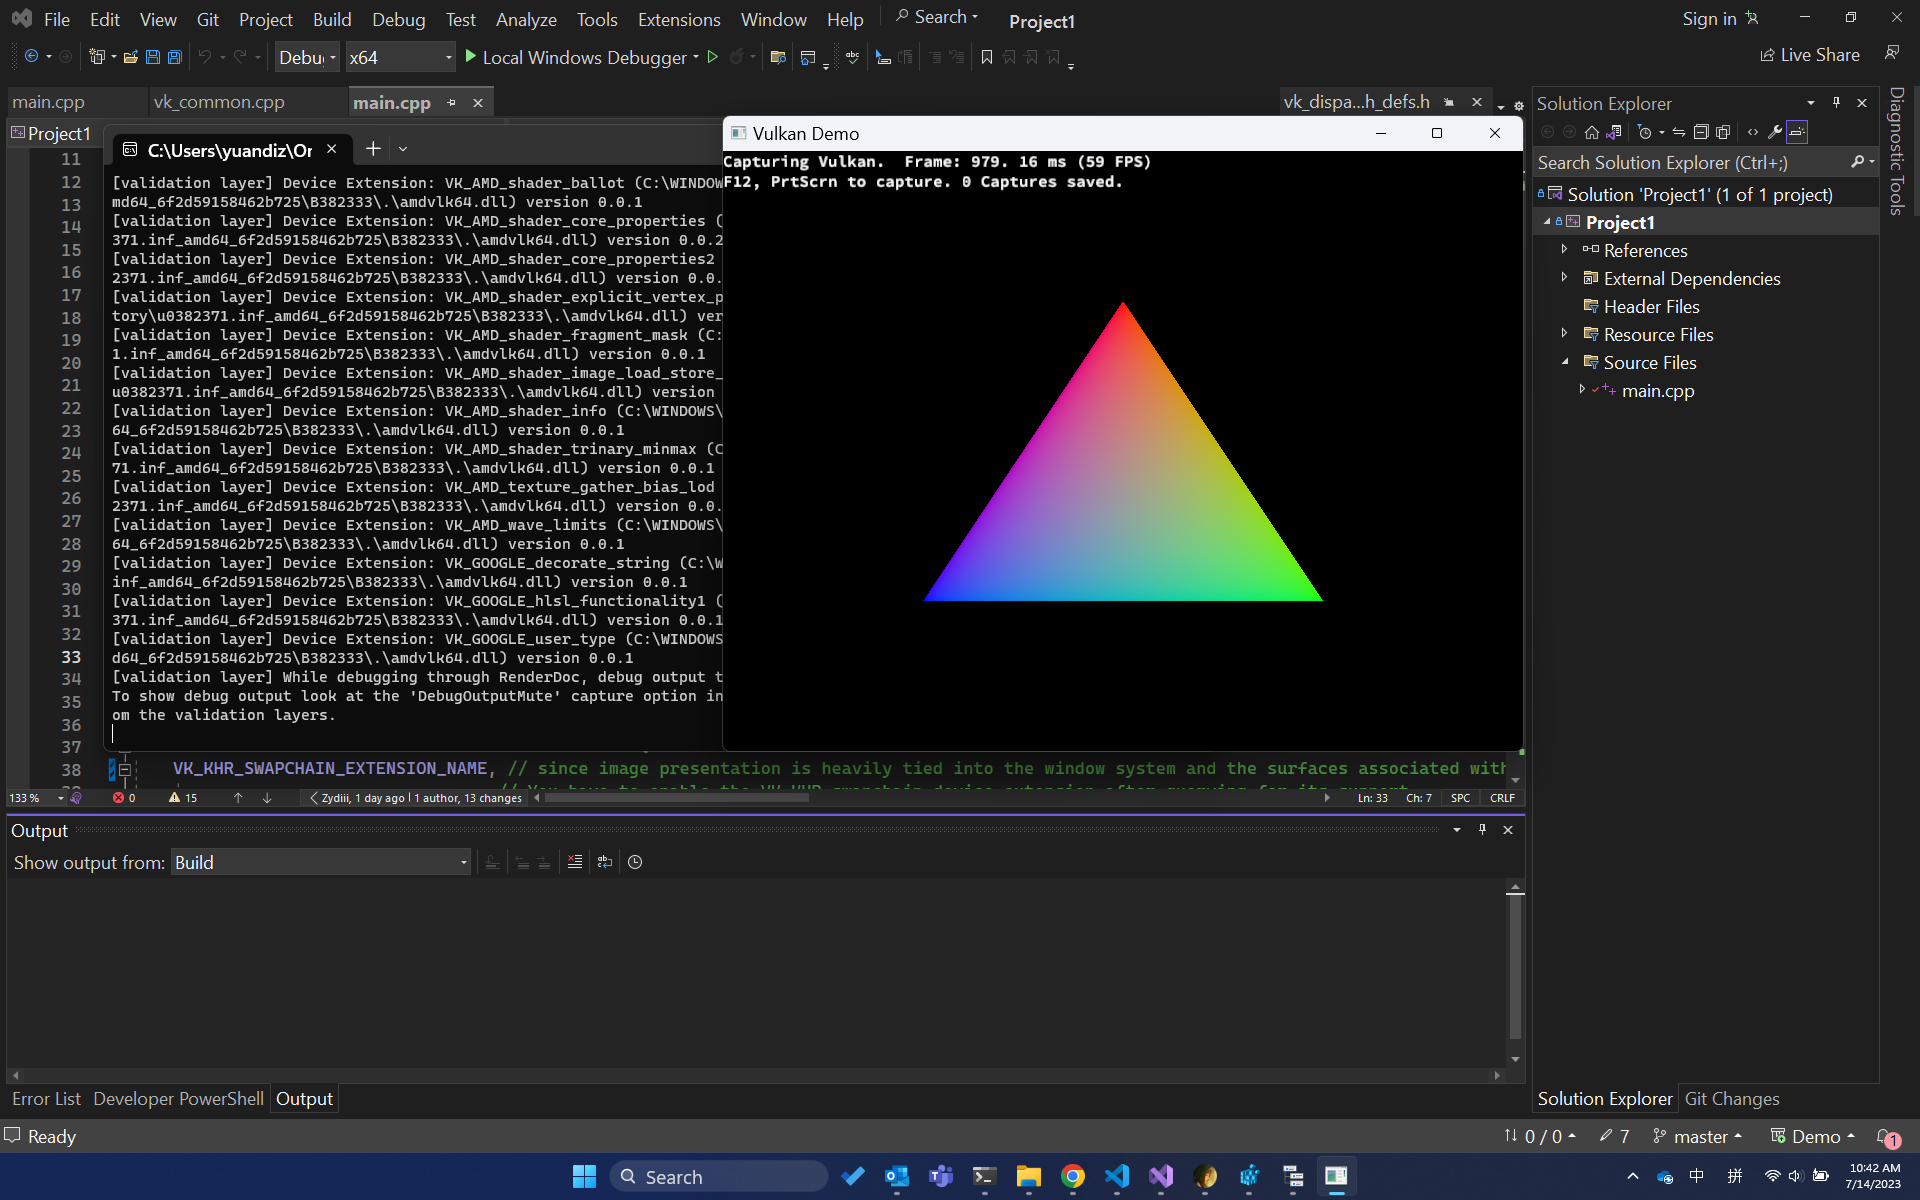 File Edit View Git Project Build Debug Test Analyze Tools Extensions Window Help Search Project1 Sign in
Debu x64 Local Windows Debugger Live Share
main.cpp vk_common.cpp main.cpp vk_dispa...h_defs.h
Project1
C:\Users\yuandiz\Or
11
12
13
14
15
16
17
18
19
20
21
22
23
24
25
26
27
28
29
30
31
32
33
34
35
36
37
38
[validation layer] Device Extension: VK_AMD_shader_ballot (C:\WINDOW
md64_6f2d59158462b725\B382333\.\amdvlk64.dll) version 0.0.1
[validation layer] Device Extension: VK_AMD_shader_core_properties (
371.inf_amd64_6f2d59158462b725\B382333\.\amdvlk64.dll) version 0.0.2
[validation layer] Device Extension: VK_AMD_shader_core_properties2
2371.inf_amd64_6f2d59158462b725\B382333\.\amdvlk64.dll) version 0.0.
[validation layer] Device Extension: VK_AMD_shader_explicit_vertex_p
tory\u0382371.inf_amd64_6f2d59158462b725\B382333\.\amdvlk64.dll) ver
[validation layer] Device Extension: VK_AMD_shader_fragment_mask (C:
1.inf_amd64_6f2d59158462b725\B382333\.\amdvlk64.dll) version 0.0.1
[validation layer] Device Extension: VK_AMD_shader_image_load_store_
u0382371.inf_amd64_6f2d59158462b725\B382333\.\amdvlk64.dll) version
[validation layer] Device Extension: VK_AMD_shader_info (C:\WINDOWS\
64_6f2d59158462b725\B382333\.\amdvlk64.dll) version 0.0.1
[validation layer] Device Extension: VK_AMD_shader_trinary_minmax (C
71.inf_amd64_6f2d59158462b725\B382333\.\amdvlk64.dll) version 0.0.1
[validation layer] Device Extension: VK_AMD_texture_gather_bias_lod
2371.inf_amd64_6f2d59158462b725\B382333\.\amdvlk64.dll) version 0.0.
[validation layer] Device Extension: VK_AMD_wave_limits (C:\WINDOWS\
64_6f2d59158462b725\B382333\.\amdvlk64.dll) version 0.0.1
[validation layer] Device Extension: VK_GOOGLE_decorate_string (C:\W
inf_amd64_6f2d59158462b725\B382333\.\amdvlk64.dll) version 0.0.1
[validation layer] Device Extension: VK_GOOGLE_hlsl_functionality1 (
371.inf_amd64_6f2d59158462b725\B382333\.\amdvlk64.dll) version 0.0.1
[validation layer] Device Extension: VK_GOOGLE_user_type (C:\WINDOWS
d64_6f2d59158462b725\B382333\.\amdvlk64.dll) version 0.0.1
[validation layer] While debugging through RenderDoc, debug output t
To show debug output look at the 'DebugOutputMute' capture option in
om the validation layers.
Vulkan Demo
Capturing Vulkan. Frame: 979. 16 ms (59 FPS)
F12, PrtScrn to capture. 0 Captures saved.
VK_KHR_SWAPCHAIN_EXTENSION_NAME, // since image presentation is heavily tied into the window system and the surfaces associated with
133 % 0 15 Zydiii, 1 day ago | 1 author, 13 changes Ln: 33 Ch: 7 SPC CRLF
Output
Show output from: Build
Error List Developer PowerShell Output
Solution Explorer
Search Solution Explorer (Ctrl+;)
Solution 'Project1' (1 of 1 project)
Project1
References
External Dependencies
Header Files
Resource Files
Source Files
main.cpp
Solution Explorer Git Changes
Diagnostic Tools
Ready 0 / 0 7 master Demo 1
Search 中 拼 10:42 AM
7/14/2023